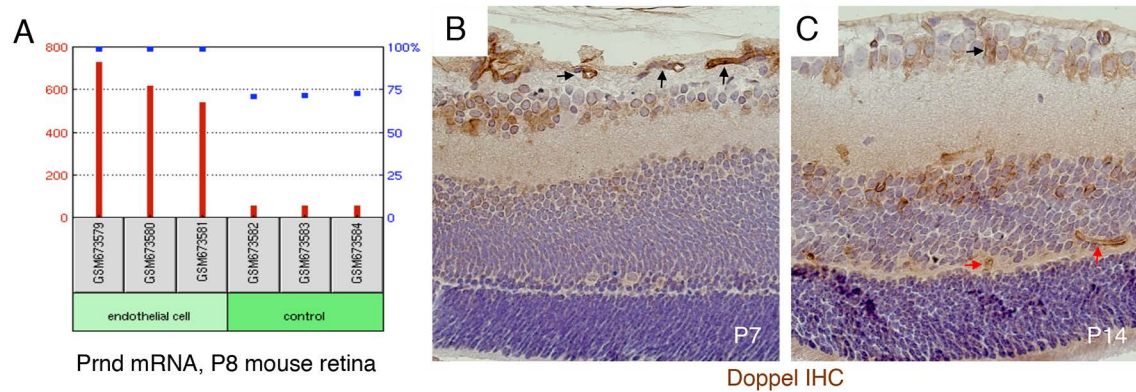 A
B
C
800
600
400
200
0
100%
75
50
25
0
GSM673579
GSM673580
GSM673581
GSM673582
GSM673583
GSM673584
endothelial cell
control
Prnd mRNA, P8 mouse retina
P7
P14
Doppel IHC